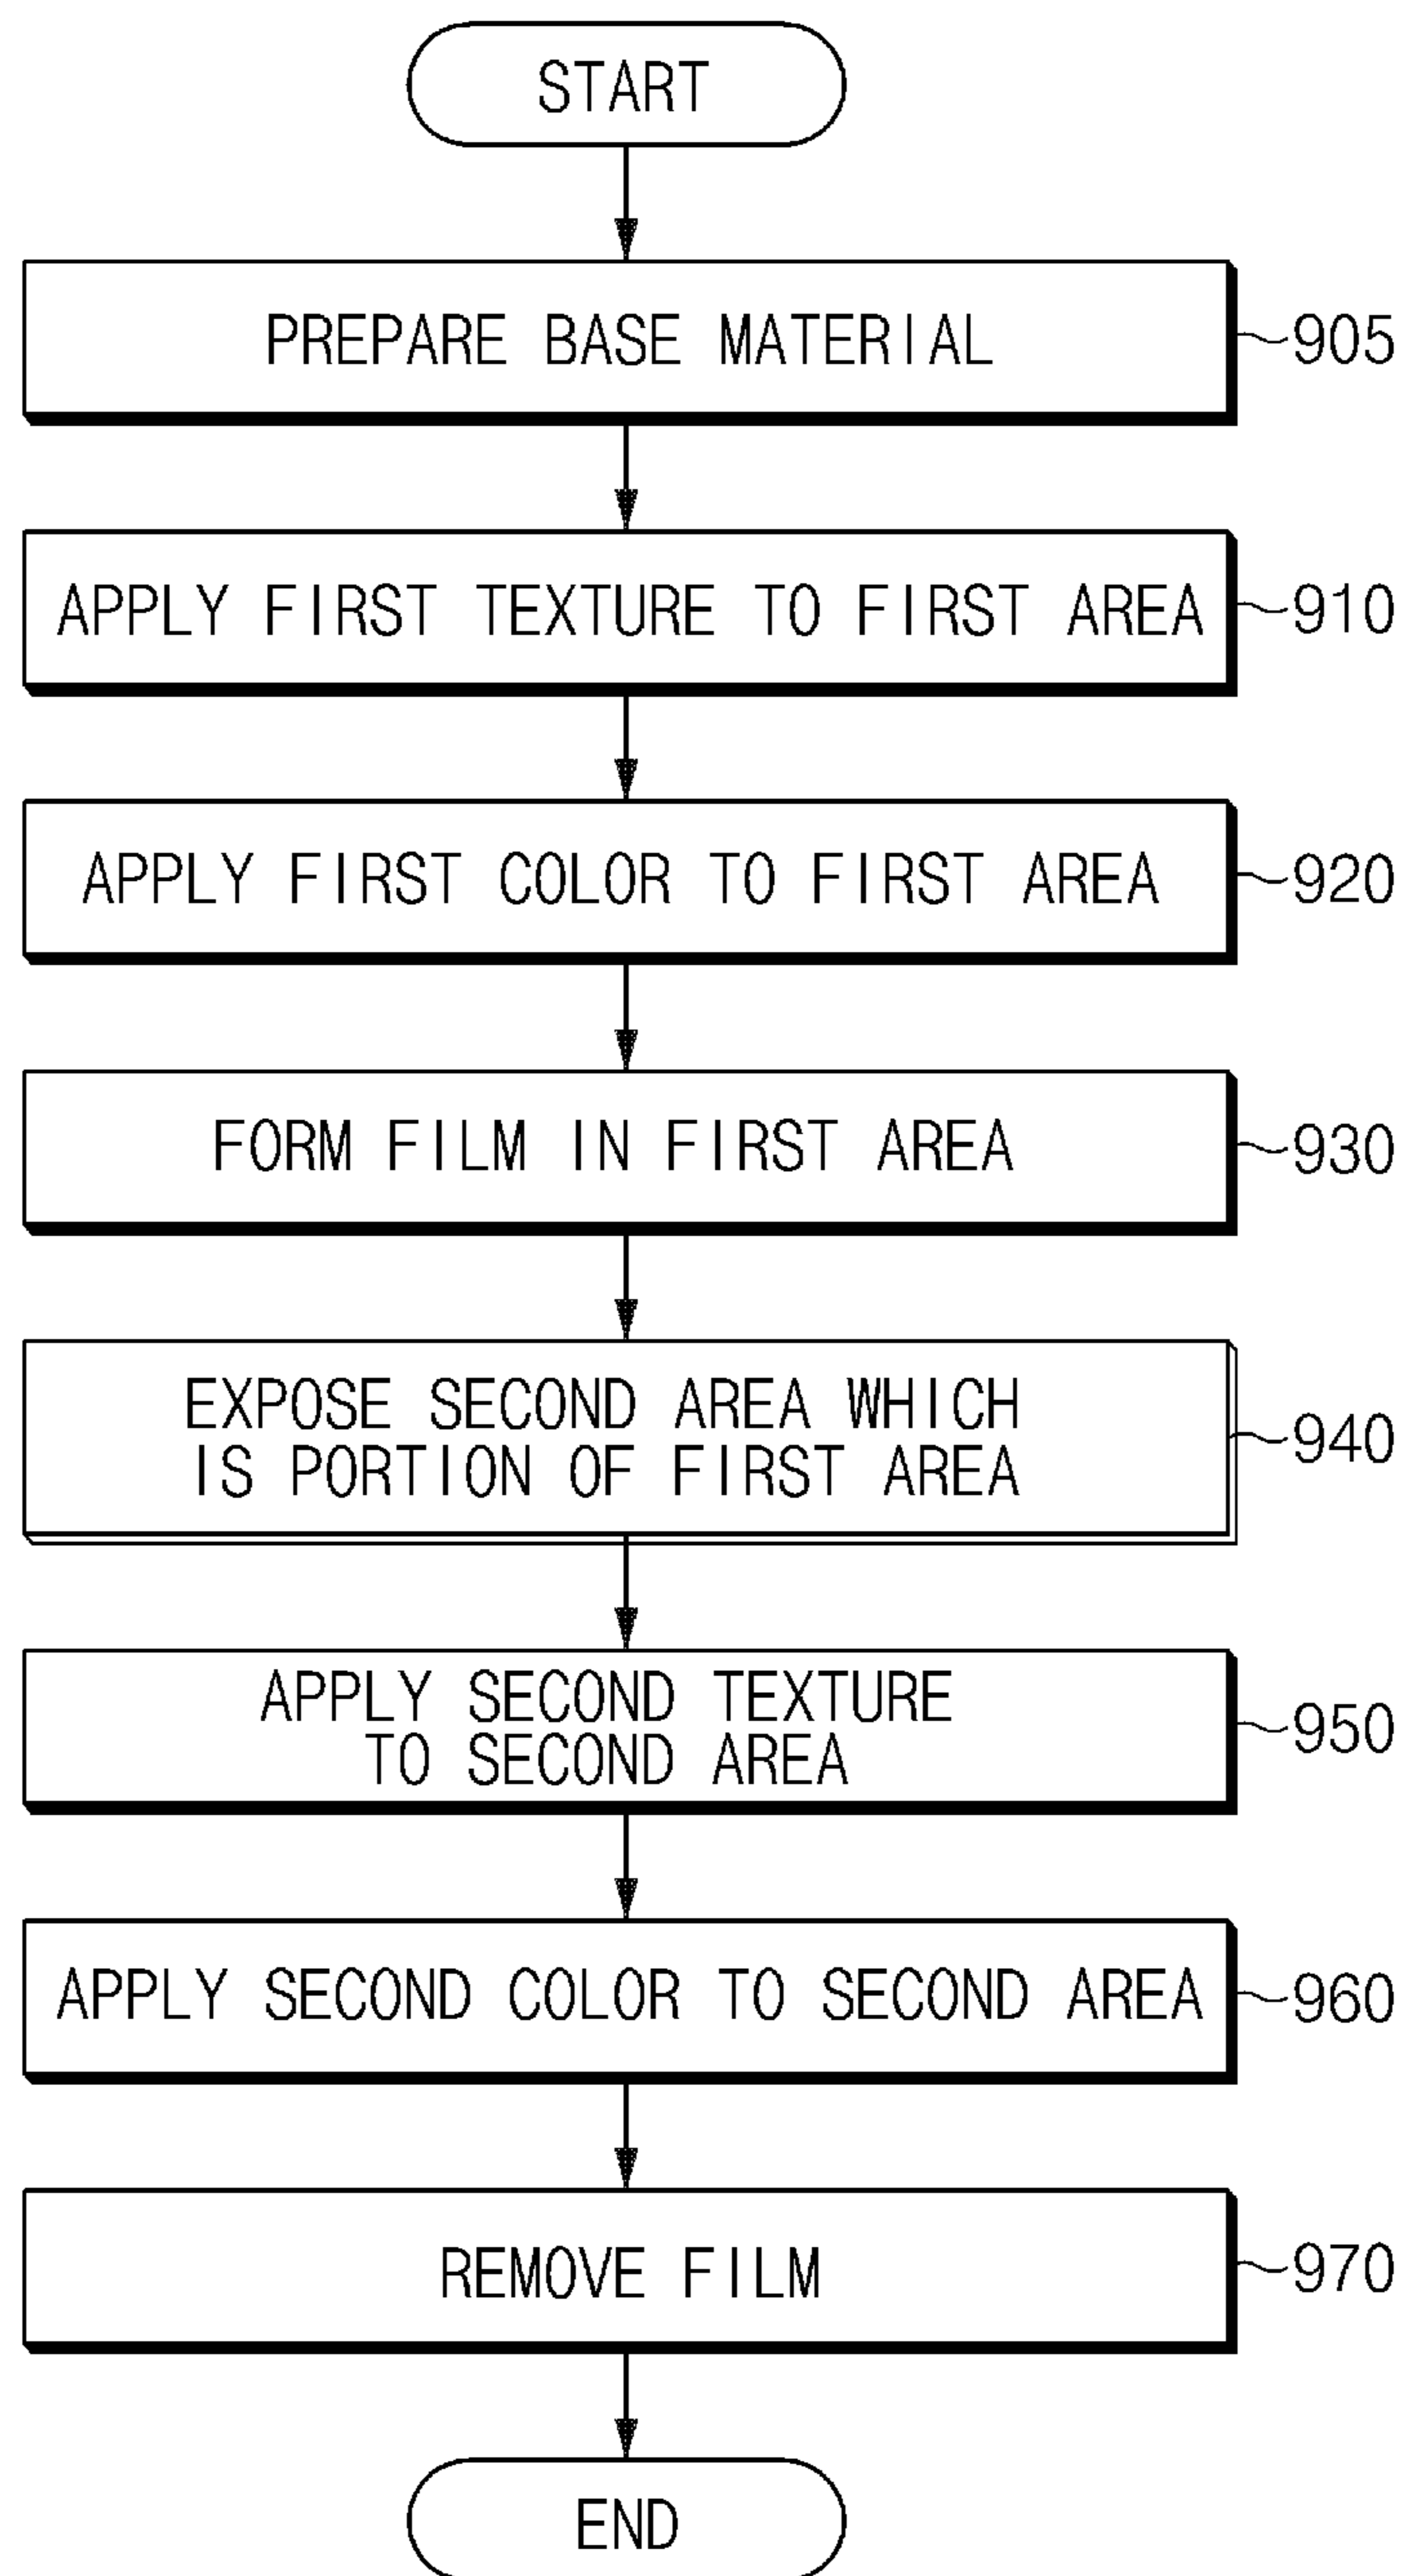 START
PREPARE BASE MATERIAL
905
APPLY FIRST TEXTURE TO FIRST AREA
910
APPLY FIRST COLOR TO FIRST AREA
920
FORM FILM IN FIRST AREA
930
EXPOSE SECOND AREA WHICH
IS PORTION OF FIRST AREA
940
APPLY SECOND TEXTURE
TO SECOND AREA
950
APPLY SECOND COLOR TO SECOND AREA
960
REMOVE FILM
970
END